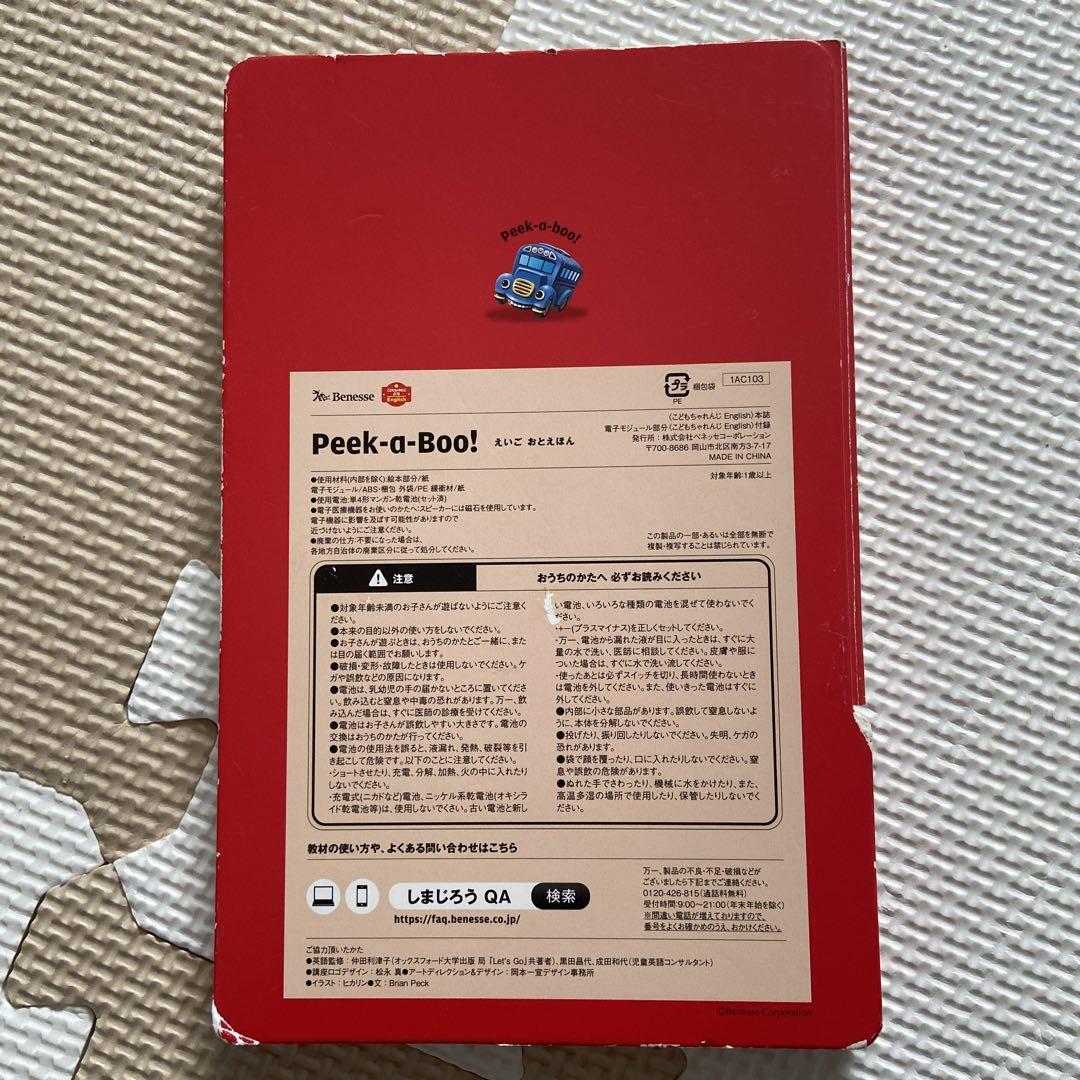 Peek-a-boo!
Benesse
English
プラ
PE
梱包袋
1AC103
Peek-a-Boo! えいご おとえほん
〈こどもちゃれんじ English〉本誌
電子モジュール部分〈こどもちゃれんじ English〉付録
発行所：株式会社ベネッセコーポレーション
〒700-8686 岡山市北区南方3-7-17
MADE IN CHINA
●使用材料(内部を除く):絵本部分/紙
電子モジュール/ABS・梱包 外袋/PE 緩衝材/紙
●使用電池:単4形マンガン乾電池(セット済)
●電子医療機器をお使いのかたへ:スピーカーには磁石を使用しています。
電子機器に影響を及ぼす可能性がありますので
近づけないようにご注意ください。
●廃棄の仕方:不要になった場合は、
各地方自治体の廃棄区分に従って処分してください。
対象年齢:1歳以上
この製品の一部・あるいは全部を無断で
複製・複写することは禁じられています。
注意
おうちのかたへ 必ずお読みください
●対象年齢未満のお子さんが遊ばないようにご注意く
ださい。
●本来の目的以外の使い方をしないでください。
●お子さんが遊ぶときは、おうちのかたとご一緒に、また
は目の届く範囲でお願します。
●破損・変形・故障したときは使用しないでください。ケ
ガや誤飲などの原因になります。
●電池は、乳幼児の手の届かないところに置いてくださ
い。飲み込むと窒息や中毒の恐れがあります。万一、飲
み込んだ場合は、すぐに医師の診療を受けてください。
●電池はお子さんが誤飲しやすい大きさです。電池の
交換はおうちのかたが行ってください。
●電池の使用法を誤ると、液漏れ、発熱、破裂等を引
き起こして危険です。以下のことに注意してください。
・ショートさせたり、充電、分解、加熱、火の中に入れたり
しないでください。
・充電式(ニカドなど)電池、ニッケル系乾電池(オキシラ
イド乾電池等)は、使用しないでください。古い電池と新し
い電池、いろいろな種類の電池を混ぜて使わないでく
ださい。
・+−(プラスマイナス)を正しくセットしてください。
・万一、電池から漏れた液が目に入ったときは、すぐに大
量の水で洗い、医師に相談してください。皮膚や服に
ついた場合は、すぐに水で洗い流してください。
・使ったあとは必ずスイッチを切り、長時間使わないとき
は電池を外してください。また、使いきった電池はすぐに
外してください。
●内部に小さな部品があります。誤飲して窒息しないよ
うに、本体を分解しないでください。
●投げたり、振り回したりしないでください。失明、ケガの
恐れがあります。
●袋で顔を覆ったり、口に入れたりしないでください。窒
息や誤飲の危険があります。
●ぬれた手でさわったり、機械に水をかけたり、また、
高温多湿の場所で使用したり、保管したりしないでく
ださい。
教材の使い方や、よくある問い合わせはこちら
しまじろう QA 検索
https://faq.benesse.co.jp/
万一、製品の不良・不足・破損などが
ございましたら下記までご連絡ください。
0120-426-815(通話料無料)
受付時間:9:00〜21:00(年末年始を除く)
※間違い電話が増えておりますので、
番号をよくお確かめのうえ、おかけください。
ご協力頂いたかた
●英語監修：仲田利津子(オックスフォード大学出版 局『Let's Go』共著者)、黒田昌代、成田和代(児童英語コンサルタント)
●講座ロゴデザイン：松永 真●アートディレクション&デザイン：岡本一宣デザイン事務所
●イラスト：ヒカリン●文：Brian Peck
©Benesse Corporation